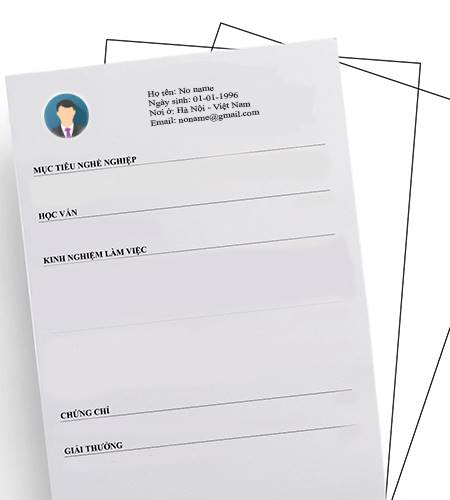 Họ tên: No name
Ngày sinh: 01-01-1996
Nơi ở: Hà Nội - Việt Nam
Email: noname@gmail.com
MỤC TIÊU NGHỀ NGHIỆP
HỌC VẤN
KINH NGHIỆM LÀM VIỆC
CHỨNG CHỈ
GIẢI THƯỞNG